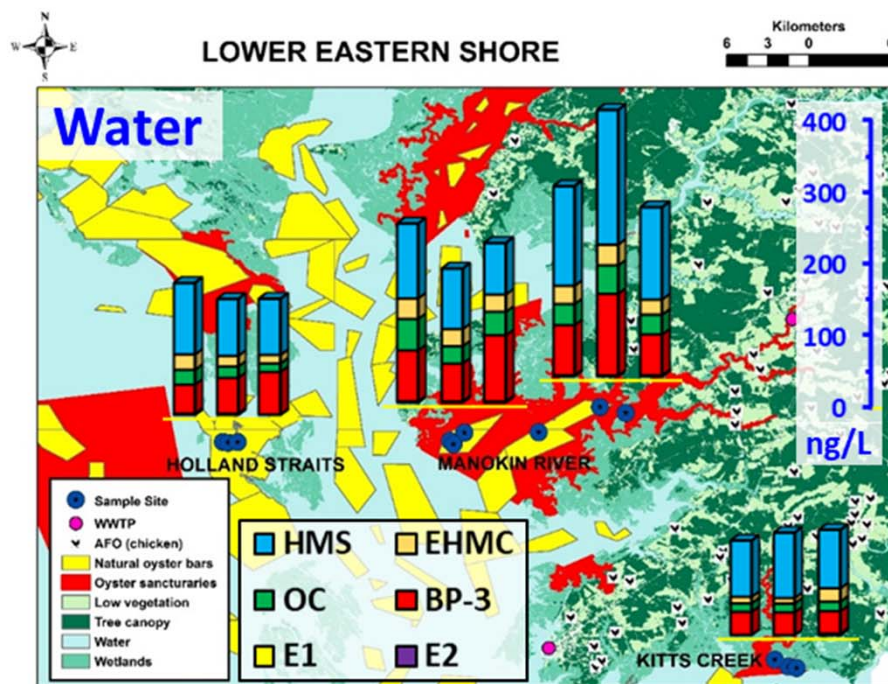 N
W E
S
LOWER EASTERN SHORE
Kilometers
6 3 0
Water
400
300
200
100
0
ng/L
HOLLAND STRAITS
MANOKIN RIVER
KITTS CREEK
Sample Site
WWTP
AFO (chicken)
Natural oyster bars
Oyster sancturaries
Low vegetation
Tree canopy
Water
Wetlands
HMS EHMC
OC BP-3
E1 E2